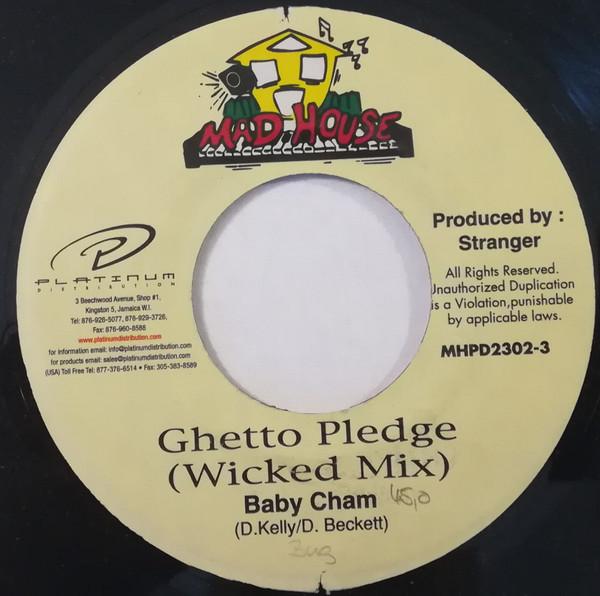 MAD HOUSE
PLATINUM
DISTRIBUTION
3 Beechwood Avenue, Shop #1,
Kingston 5, Jamaica W.I.
Tel: 876-926-5077, 876-929-3726,
Fax: 876-960-8588
www.platinumdistribution.com
for information email: info@platinumdistribution.com
for products email: sales@platinumdistribution.com
(USA) Toll Free Tel: 877-376-6514 • Fax: 305-383-8589
Produced by :
Stranger
All Rights Reserved.
Unauthorized Duplication
is a Violation,punishable
by applicable laws.
MHPD2302-3
Ghetto Pledge
(Wicked Mix)
Baby Cham
(D.Kelly/D. Beckett)